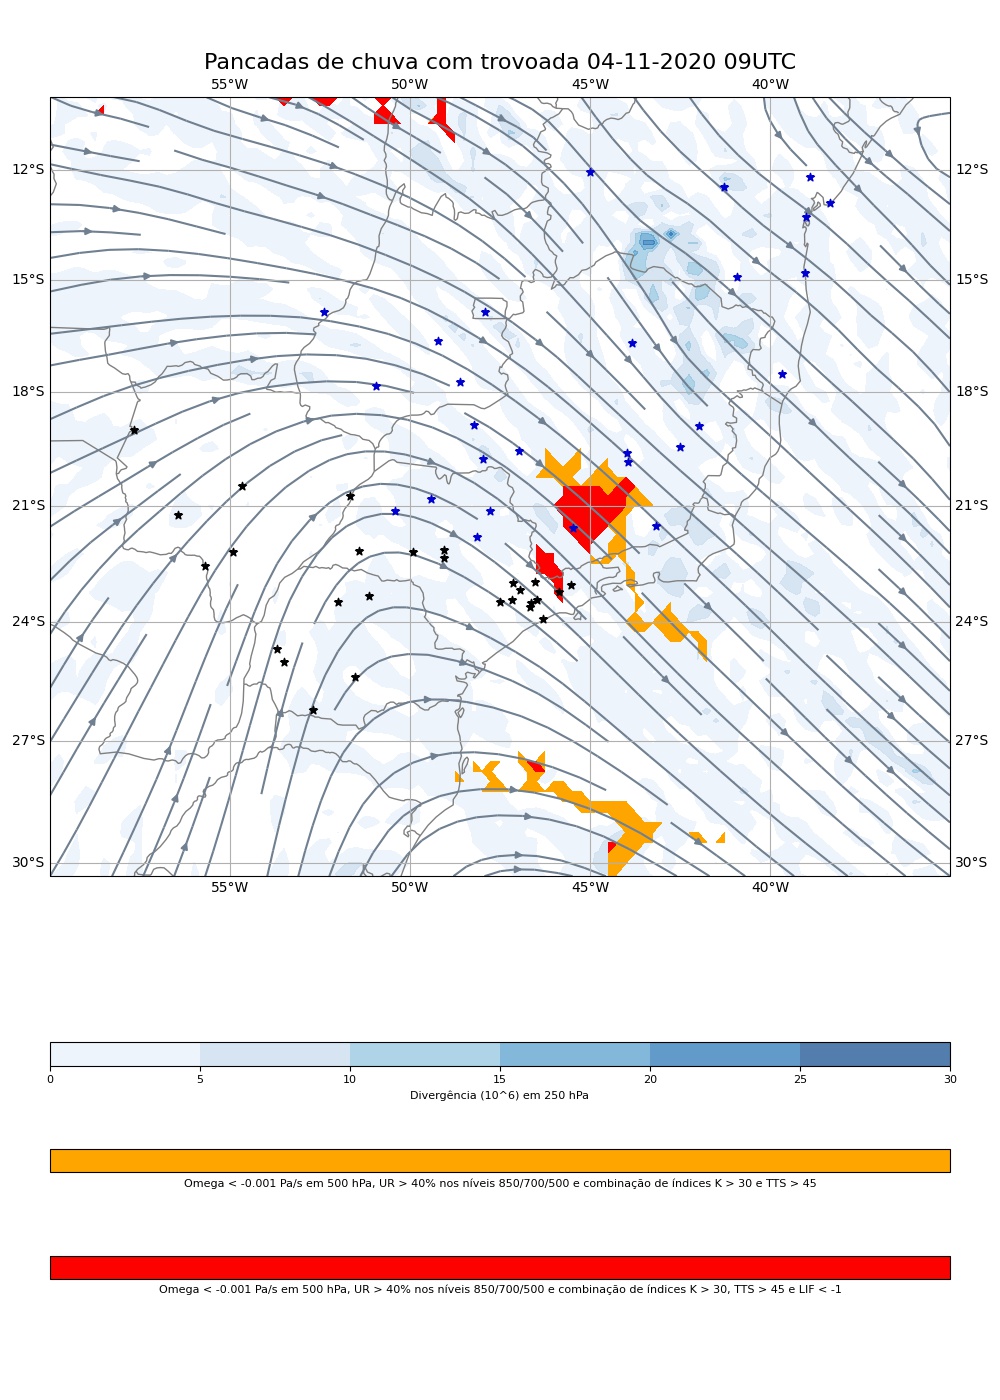 Pancadas de chuva com trovoada 04-11-2020 09UTC
55°W 50°W 45°W 40°W
12°S 12°S
15°S 15°S
18°S 18°S
21°S 21°S
24°S 24°S
27°S 27°S
30°S 30°S
55°W 50°W 45°W 40°W
0 5 10 15 20 25 30
Divergência (10^6) em 250 hPa
Omega < -0.001 Pa/s em 500 hPa, UR > 40% nos níveis 850/700/500 e combinação de índices K > 30 e TTS > 45
Omega < -0.001 Pa/s em 500 hPa, UR > 40% nos níveis 850/700/500 e combinação de índices K > 30, TTS > 45 e LIF < -1